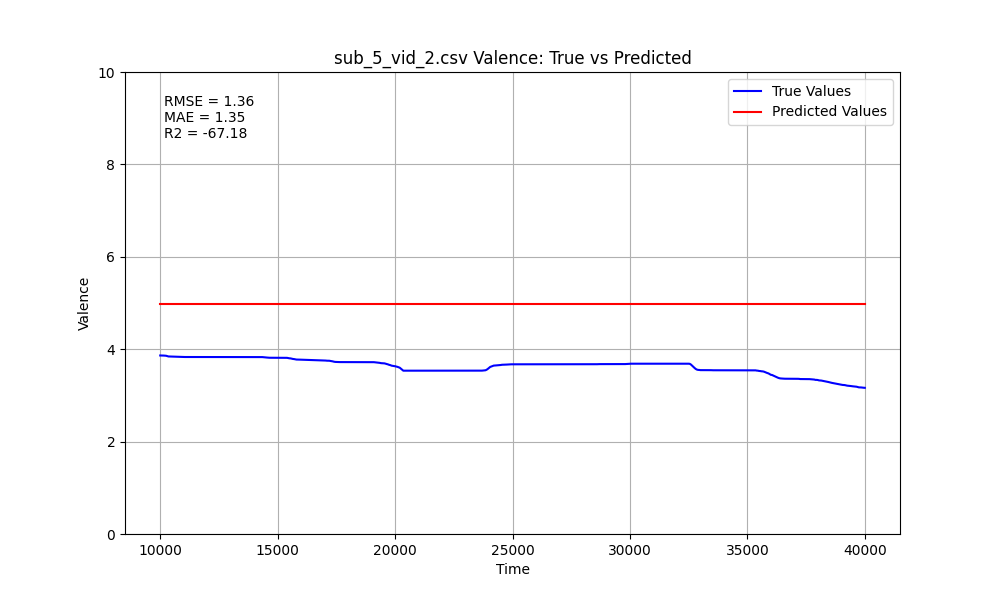 sub_5_vid_2.csv Valence: True vs Predicted
RMSE = 1.36
MAE = 1.35
R2 = -67.18
True Values
Predicted Values
10
8
6
4
2
0
Valence
10000 15000 20000 25000 30000 35000 40000
Time